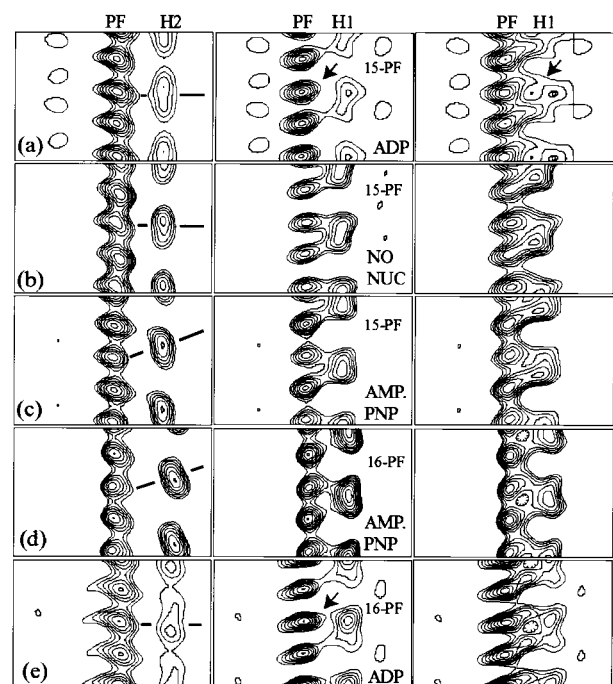 PF H2 PF H1 PF H1
(a) 15-PF ADP
(b) 15-PF NO NUC
(c) 15-PF AMP. PNP
(d) 16-PF AMP. PNP
(e) 16-PF ADP